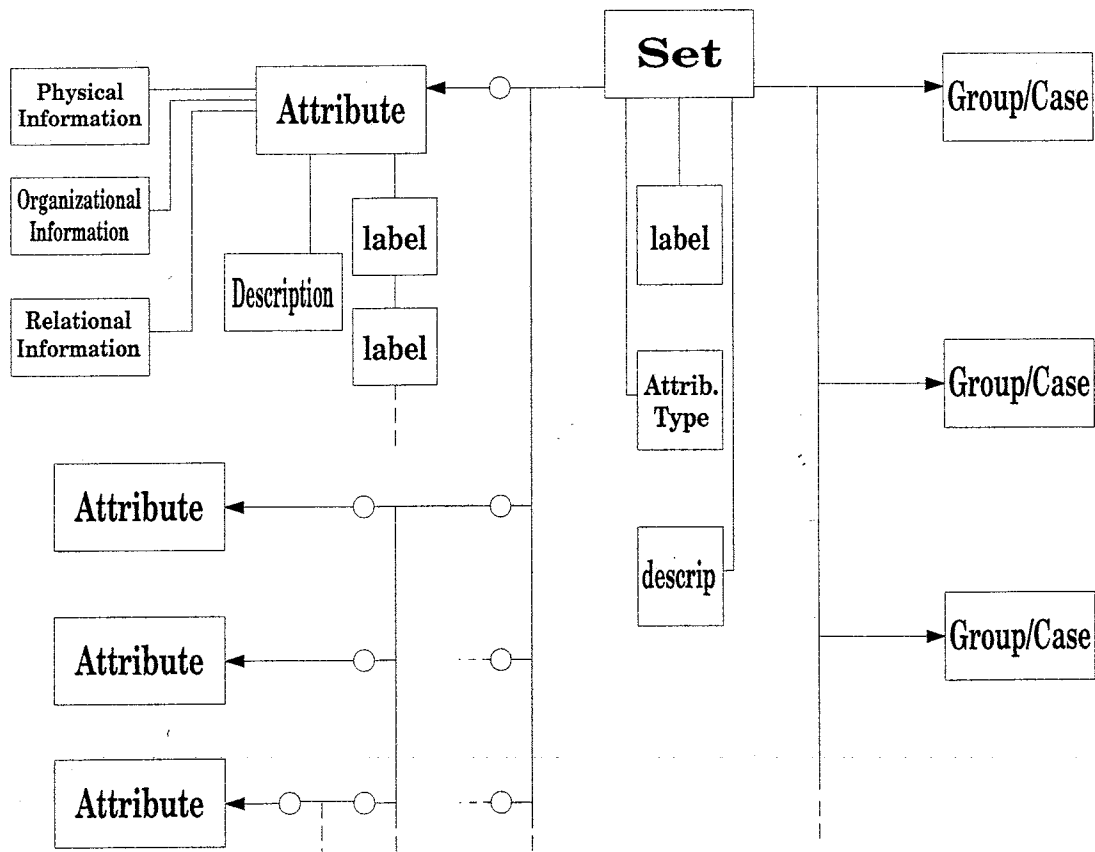 Set
Physical
Information
Attribute
Group/Case
Organizational
Information
label
label
Description
Relational
Information
label
Attrib.
Type
Group/Case
Attribute
descrip
Group/Case
Attribute
Attribute